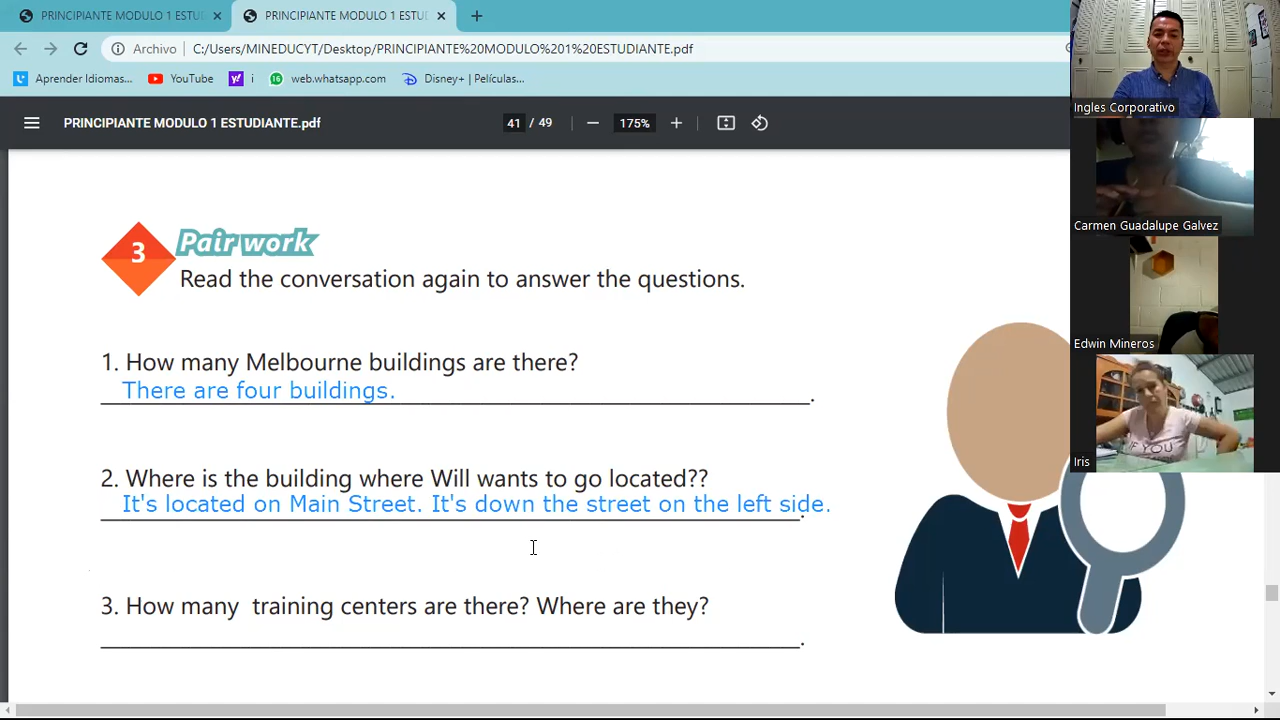 PRINCIPIANTE MODULO 1 ESTU
PRINCIPIANTE MODULO 1 ESTU
Archivo
C:/Users/MINEDUCYT/Desktop/PRINCIPIANTE%20MODULO%201%20ESTUDIANTE.pdf
Aprender Idiomas...
YouTube
i
web.whatsapp.com
Disney+ | Películas...
PRINCIPIANTE MODULO 1 ESTUDIANTE.pdf
41 / 49
175%
3
Pair work
Read the conversation again to answer the questions.
1. How many Melbourne buildings are there?
There are four buildings.
2. Where is the building where Will wants to go located??
It's located on Main Street. It's down the street on the left side.
3. How many training centers are there? Where are they?
Ingles Corporativo
Carmen Guadalupe Galvez
Edwin Mineros
Iris
IF YOU